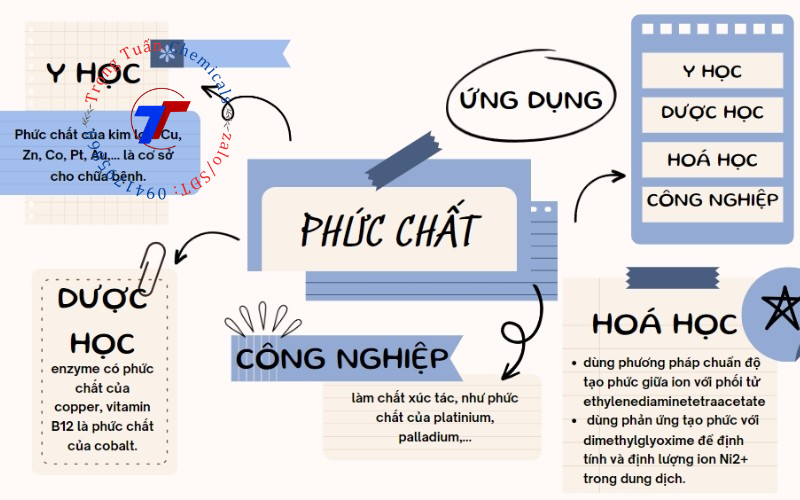 Y HỌC
Phức chất của kim loại Cu,
Zn, Co, Pt, Au,... là cơ sở
cho chữa bệnh.
Trọng Tuấn Chemicals
zalo/SĐT:
TT
ỨNG DỤNG
Y HỌC
DƯỢC HỌC
HOÁ HỌC
CÔNG NGHIỆP
PHỨC CHẤT
DƯỢC
HỌC
enzyme có phức
chất của
copper, vitamin
B12 là phức chất
của cobalt.
CÔNG NGHIỆP
làm chất xúc tác, như phức
chất của platinium,
palladium,...
HOÁ HỌC
• dùng phương pháp chuẩn độ
tạo phức giữa ion với phối tử
ethylenediaminetetraacetate
• dùng phản ứng tạo phức với
dimethylglyoxime để định
tính và định lượng ion Ni2+
trong dung dịch.